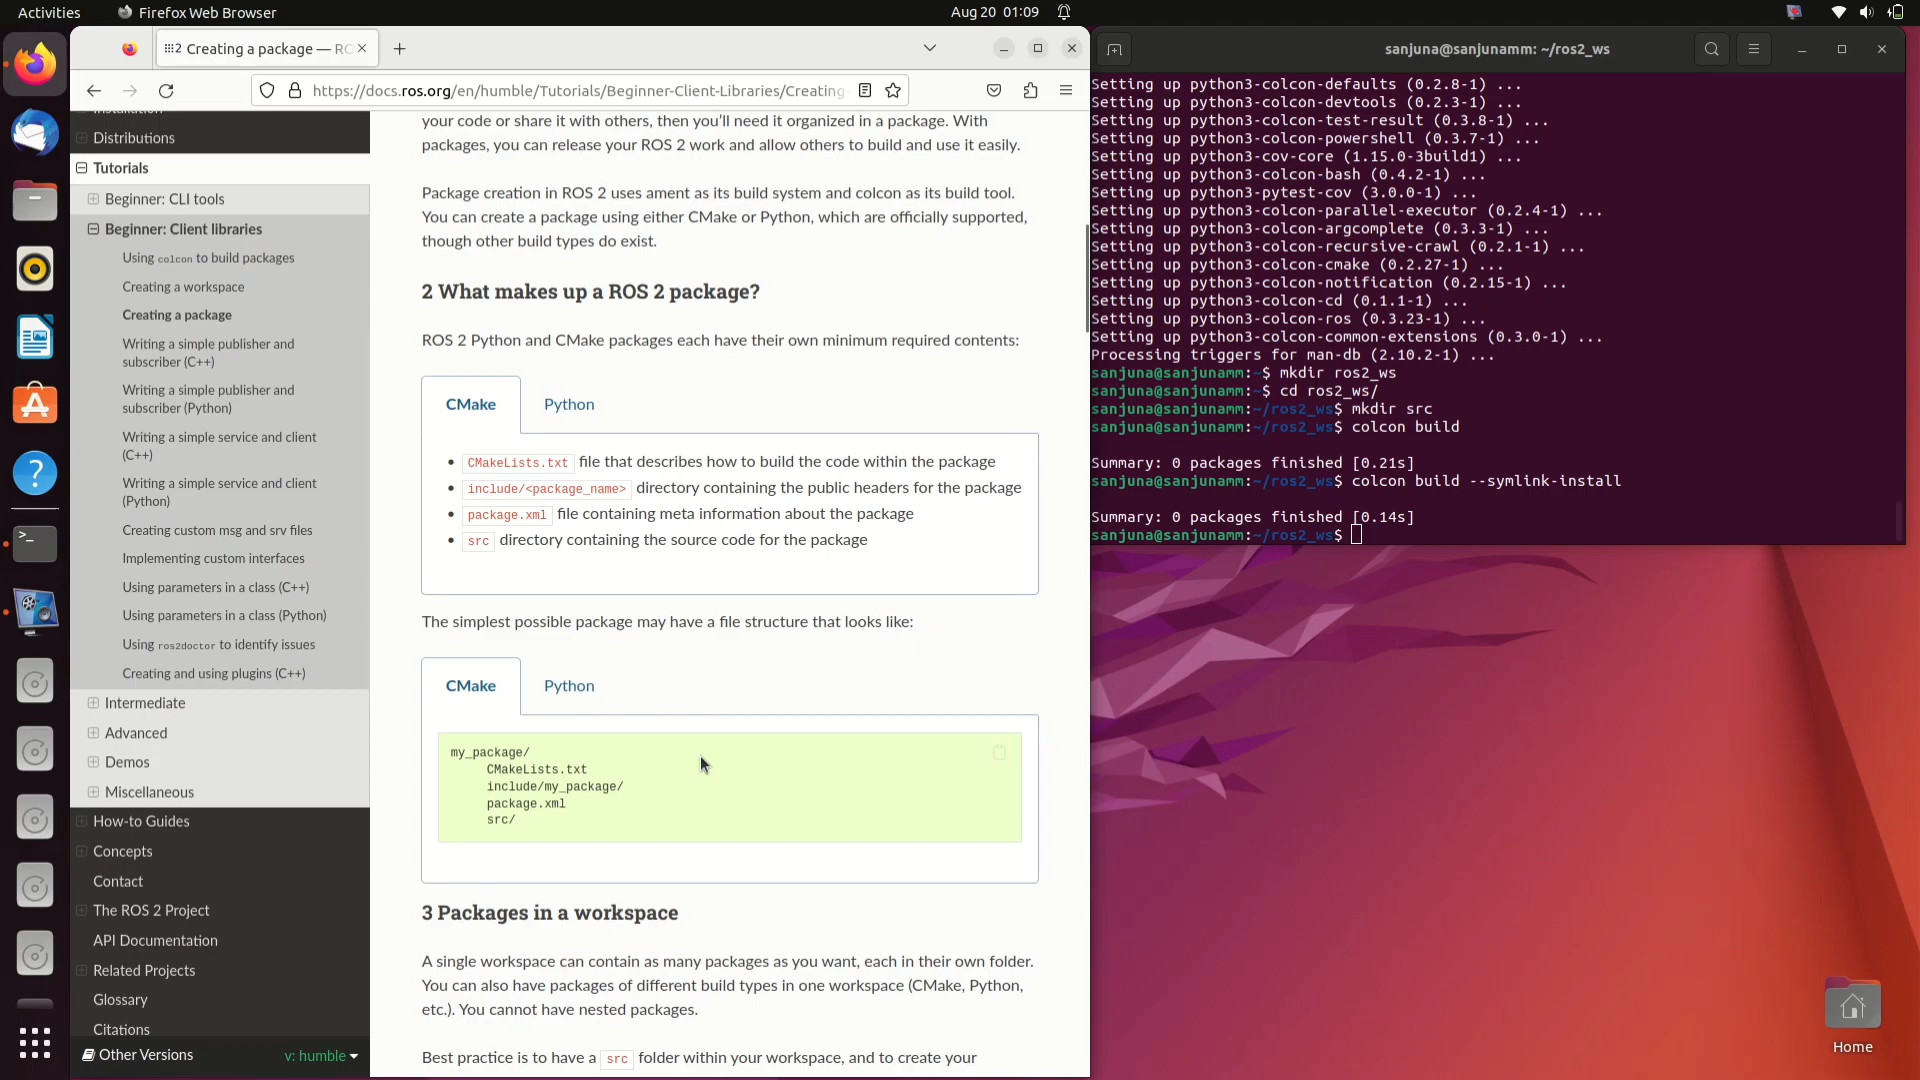 Activities
Firefox Web Browser
Aug 20 01:09
Creating a package — RO
https://docs.ros.org/en/humble/Tutorials/Beginner-Client-Libraries/Creating-
Installation
Distributions
Tutorials
Beginner: CLI tools
Beginner: Client libraries
Using colcon to build packages
Creating a workspace
Creating a package
Writing a simple publisher and
subscriber (C++)
Writing a simple publisher and
subscriber (Python)
Writing a simple service and client
(C++)
Writing a simple service and client
(Python)
Creating custom msg and srv files
Implementing custom interfaces
Using parameters in a class (C++)
Using parameters in a class (Python)
Using ros2doctor to identify issues
Creating and using plugins (C++)
Intermediate
Advanced
Demos
Miscellaneous
How-to Guides
Concepts
Contact
The ROS 2 Project
API Documentation
Related Projects
Glossary
Citations
Other Versions
v: humble
your code or share it with others, then you’ll need it organized in a package. With
packages, you can release your ROS 2 work and allow others to build and use it easily.
Package creation in ROS 2 uses ament as its build system and colcon as its build tool.
You can create a package using either CMake or Python, which are officially supported,
though other build types do exist.
2 What makes up a ROS 2 package?
ROS 2 Python and CMake packages each have their own minimum required contents:
CMake Python
• CMakeLists.txt file that describes how to build the code within the package
• include/<package_name> directory containing the public headers for the package
• package.xml file containing meta information about the package
• src directory containing the source code for the package
The simplest possible package may have a file structure that looks like:
CMake Python
my_package/
CMakeLists.txt
include/my_package/
package.xml
src/
3 Packages in a workspace
A single workspace can contain as many packages as you want, each in their own folder.
You can also have packages of different build types in one workspace (CMake, Python,
etc.). You cannot have nested packages.
Best practice is to have a src folder within your workspace, and to create your
sanjuna@sanjunamm: ~/ros2_ws
Setting up python3-colcon-defaults (0.2.8-1) ...
Setting up python3-colcon-devtools (0.2.3-1) ...
Setting up python3-colcon-test-result (0.3.8-1) ...
Setting up python3-colcon-powershell (0.3.7-1) ...
Setting up python3-cov-core (1.15.0-3build1) ...
Setting up python3-colcon-bash (0.4.2-1) ...
Setting up python3-pytest-cov (3.0.0-1) ...
Setting up python3-colcon-parallel-executor (0.2.4-1) ...
Setting up python3-colcon-argcomplete (0.3.3-1) ...
Setting up python3-colcon-recursive-crawl (0.2.1-1) ...
Setting up python3-colcon-cmake (0.2.27-1) ...
Setting up python3-colcon-notification (0.2.15-1) ...
Setting up python3-colcon-cd (0.1.1-1) ...
Setting up python3-colcon-ros (0.3.23-1) ...
Setting up python3-colcon-common-extensions (0.3.0-1) ...
Processing triggers for man-db (2.10.2-1) ...
sanjuna@sanjunamm:~$ mkdir ros2_ws
sanjuna@sanjunamm:~$ cd ros2_ws/
sanjuna@sanjunamm:~/ros2_ws$ mkdir src
sanjuna@sanjunamm:~/ros2_ws$ colcon build
Summary: 0 packages finished [0.21s]
sanjuna@sanjunamm:~/ros2_ws$ colcon build --symlink-install
Summary: 0 packages finished [0.14s]
sanjuna@sanjunamm:~/ros2_ws$
Home